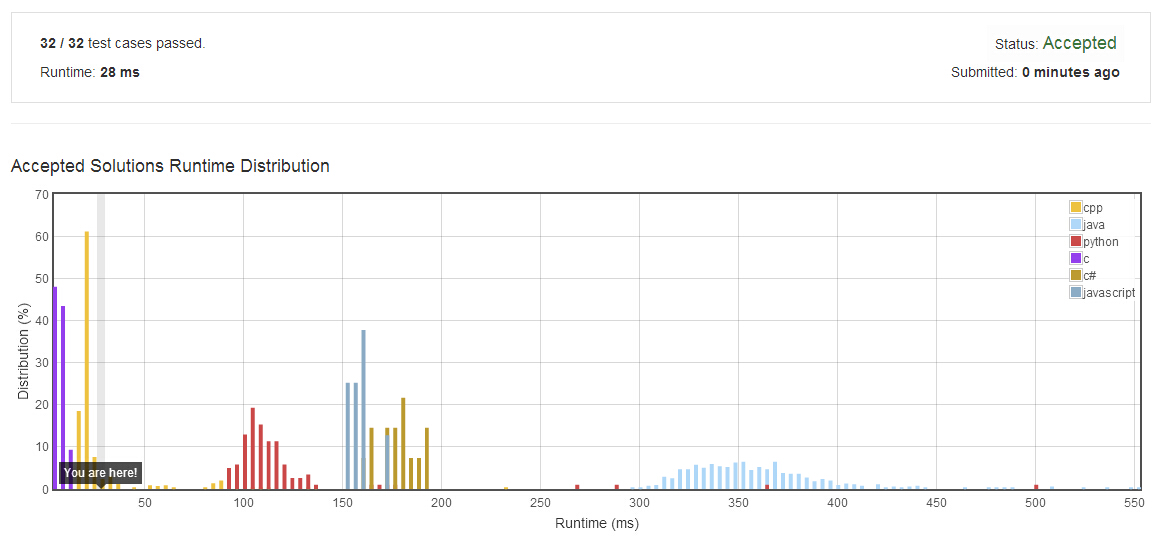 32 / 32 test cases passed.
Status: Accepted
Runtime: 28 ms
Submitted: 0 minutes ago
Accepted Solutions Runtime Distribution
70
60
50
40
30
20
10
0
Distribution (%)
cpp
java
python
c
c#
javascript
You are here!
50 100 150 200 250 300 350 400 450 500 550
Runtime (ms)